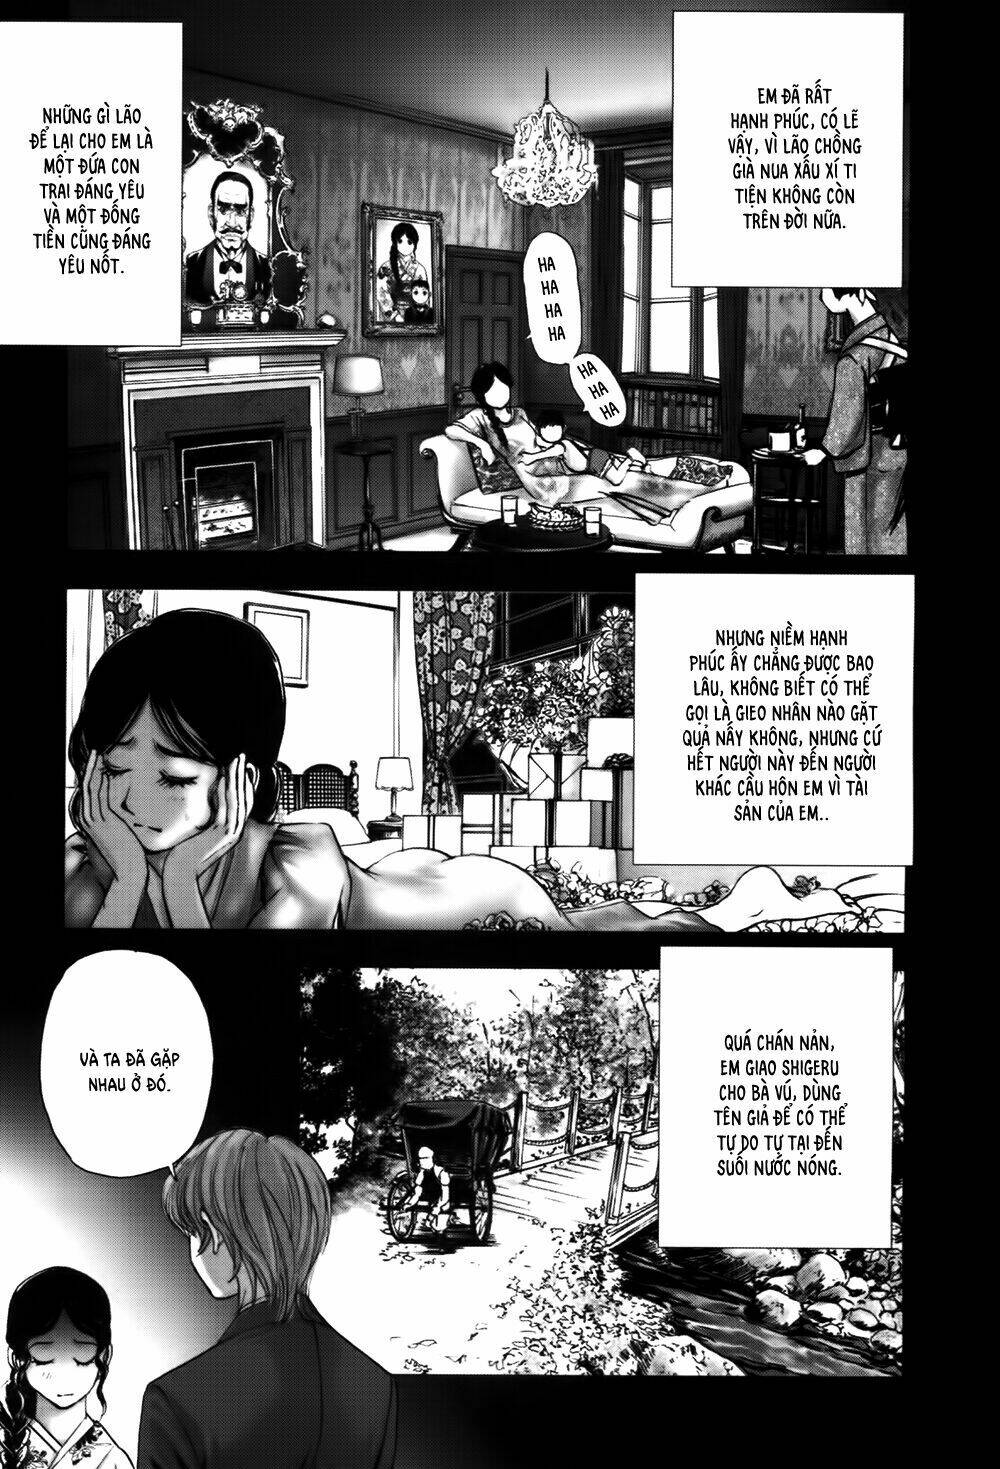 EM ĐÃ RẤT
HẠNH PHÚC, CÓ LẼ
VẬY, VÌ LÃO CHỒNG
GIÀ NUA XẤU XÍ TI
TIỆN KHÔNG CÒN
TRÊN ĐỜI NỮA.
NHỮNG GÌ LÃO
ĐỂ LẠI CHO EM LÀ
MỘT ĐỨA CON
TRAI ĐÁNG YÊU
VÀ MỘT ĐỐNG
TIỀN CŨNG ĐÁNG
YÊU NỐT.
HA
HA
HA
HA
HA
HA
HA
NHƯNG NIỀM HẠNH
PHÚC ẤY CHẲNG ĐƯỢC BAO
LÂU, KHÔNG BIẾT CÓ THỂ
GỌI LÀ GIEO NHÂN NÀO GẶT
QUẢ NẤY KHÔNG, NHƯNG CỨ
HẾT NGƯỜI NÀY ĐẾN NGƯỜI
KHÁC CẦU HÔN EM VÌ TÀI
SẢN CỦA EM..
QUÁ CHÁN NẢN,
EM GIAO SHIGERU
CHO BÀ VÚ, DÙNG
TÊN GIẢ ĐỂ CÓ THỂ
TỰ DO TỰ TẠI ĐẾN
SUỐI NƯỚC NÓNG.
VÀ TA ĐÃ GẶP
NHAU Ở ĐÓ.